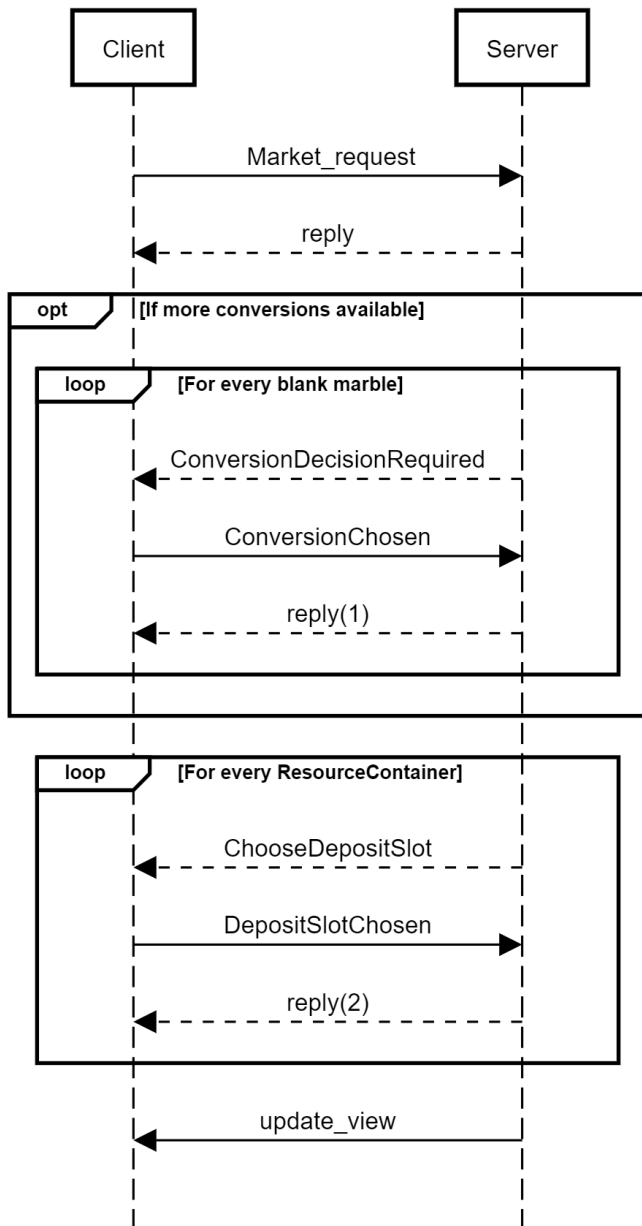 Client
Server
Market_request
reply
opt
[If more conversions available]
loop
[For every blank marble]
ConversionDecisionRequired
ConversionChosen
reply(1)
loop
[For every ResourceContainer]
ChooseDepositSlot
DepositSlotChosen
reply(2)
update_view